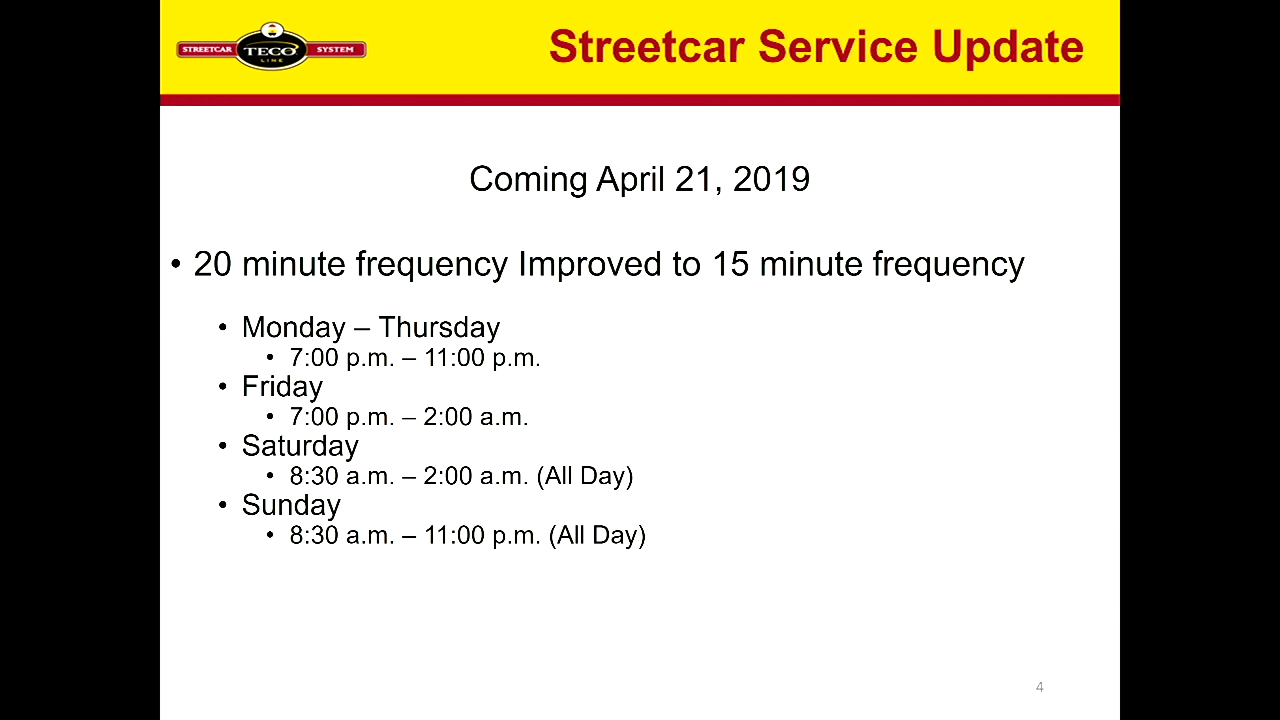 STREETCAR TECO SYSTEM
LINE
Streetcar Service Update
Coming April 21, 2019
• 20 minute frequency Improved to 15 minute frequency
• Monday – Thursday
• 7:00 p.m. – 11:00 p.m.
• Friday
• 7:00 p.m. – 2:00 a.m.
• Saturday
• 8:30 a.m. – 2:00 a.m. (All Day)
• Sunday
• 8:30 a.m. – 11:00 p.m. (All Day)
4